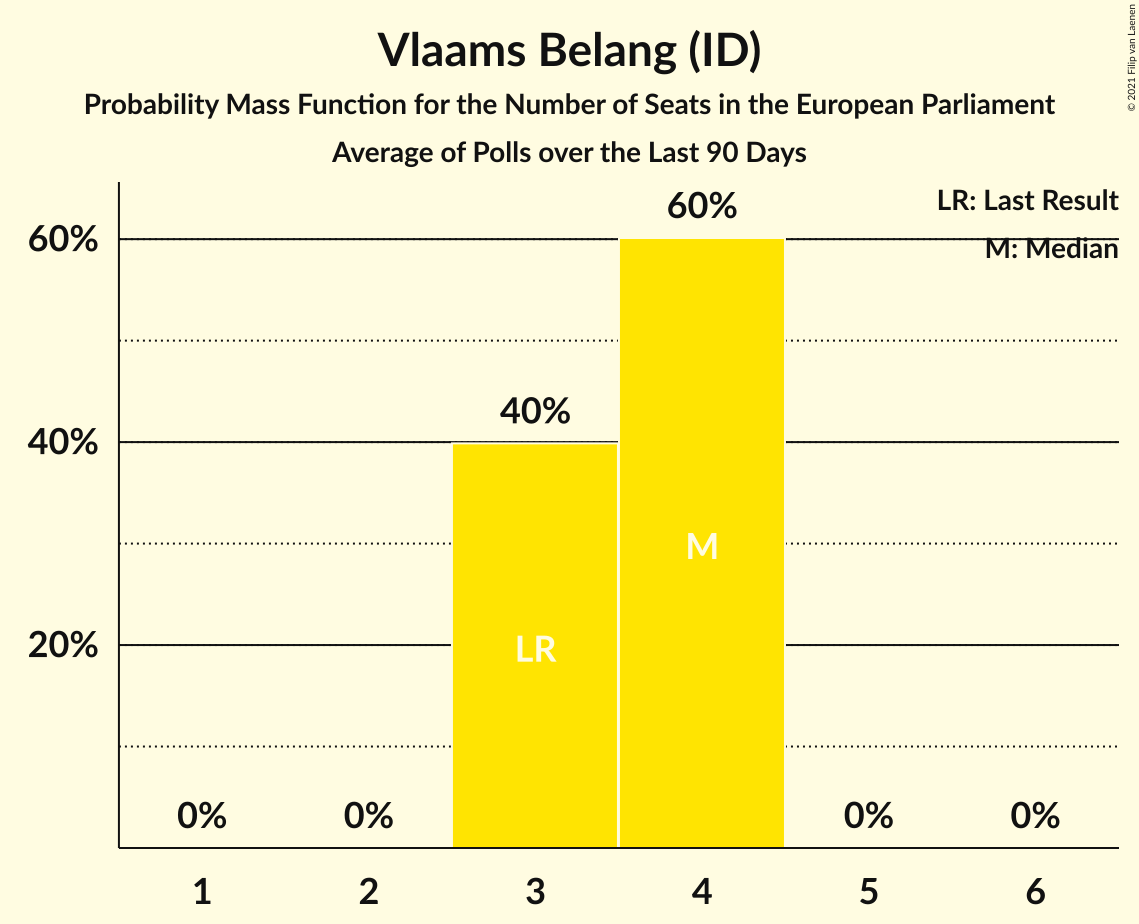 Vlaams Belang (ID)
Probability Mass Function for the Number of Seats in the European Parliament
Average of Polls over the Last 90 Days
© 2021 Filip van Laenen
LR: Last Result
M: Median
60%
40%
20%
0%
0%
40%
60%
0%
0%
LR
M
1
2
3
4
5
6